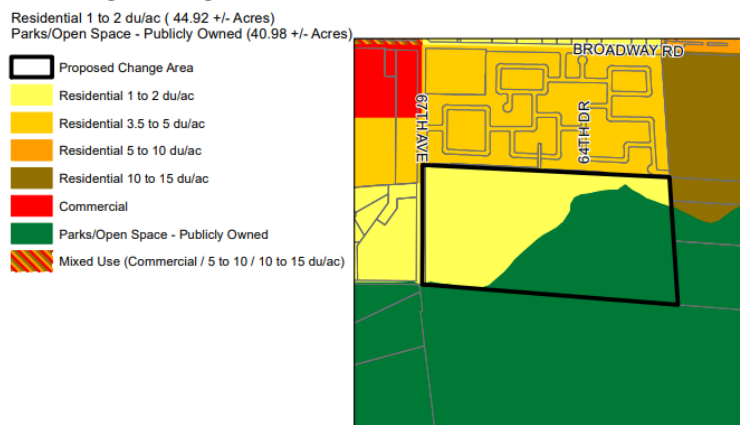 Residential 1 to 2 du/ac ( 44.92 +/- Acres)
Parks/Open Space - Publicly Owned (40.98 +/- Acres)
Proposed Change Area
Residential 1 to 2 du/ac
Residential 3.5 to 5 du/ac
Residential 5 to 10 du/ac
Residential 10 to 15 du/ac
Commercial
Parks/Open Space - Publicly Owned
Mixed Use (Commercial / 5 to 10 / 10 to 15 du/ac)
BROADWAY RD
67TH AVE
64TH DR